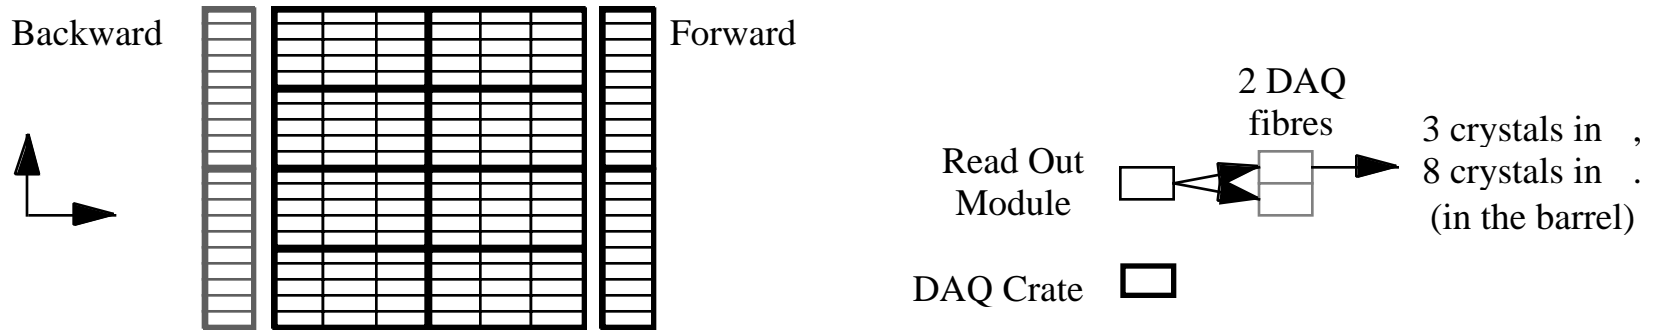 Backward
Forward
2 DAQ
fibres
Read Out
Module
3 crystals in ,
8 crystals in .
(in the barrel)
DAQ Crate